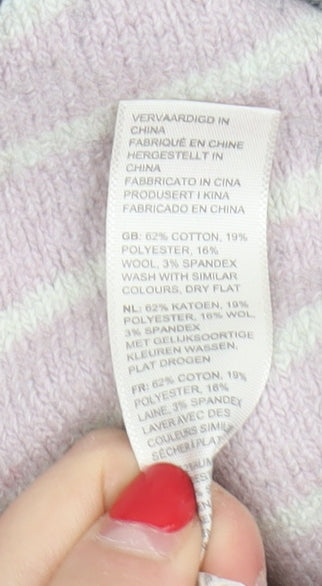 VERVAARDIGD IN
CHINA
FABRIQUÉ EN CHINE
HERGESTELLT IN
CHINA
FABBRICATO IN CINA
PRODUSERT I KINA
FABRICADO EN CHINA
GB: 62% COTTON, 19%
POLYESTER, 16%
WOOL, 3% SPANDEX
WASH WITH SIMILAR
COLOURS, DRY FLAT
NL: 62% KATOEN, 19%
POLYESTER, 16% WOL,
3% SPANDEX
MET GELIJKSOORTIGE
KLEUREN WASSEN,
PLAT DROGEN
FR: 62% COTON, 19%
POLYESTER, 16%
LAINE, 3% SPANDEX
LAVER AVEC DES
COULEURS
SÉCHER À PLAT